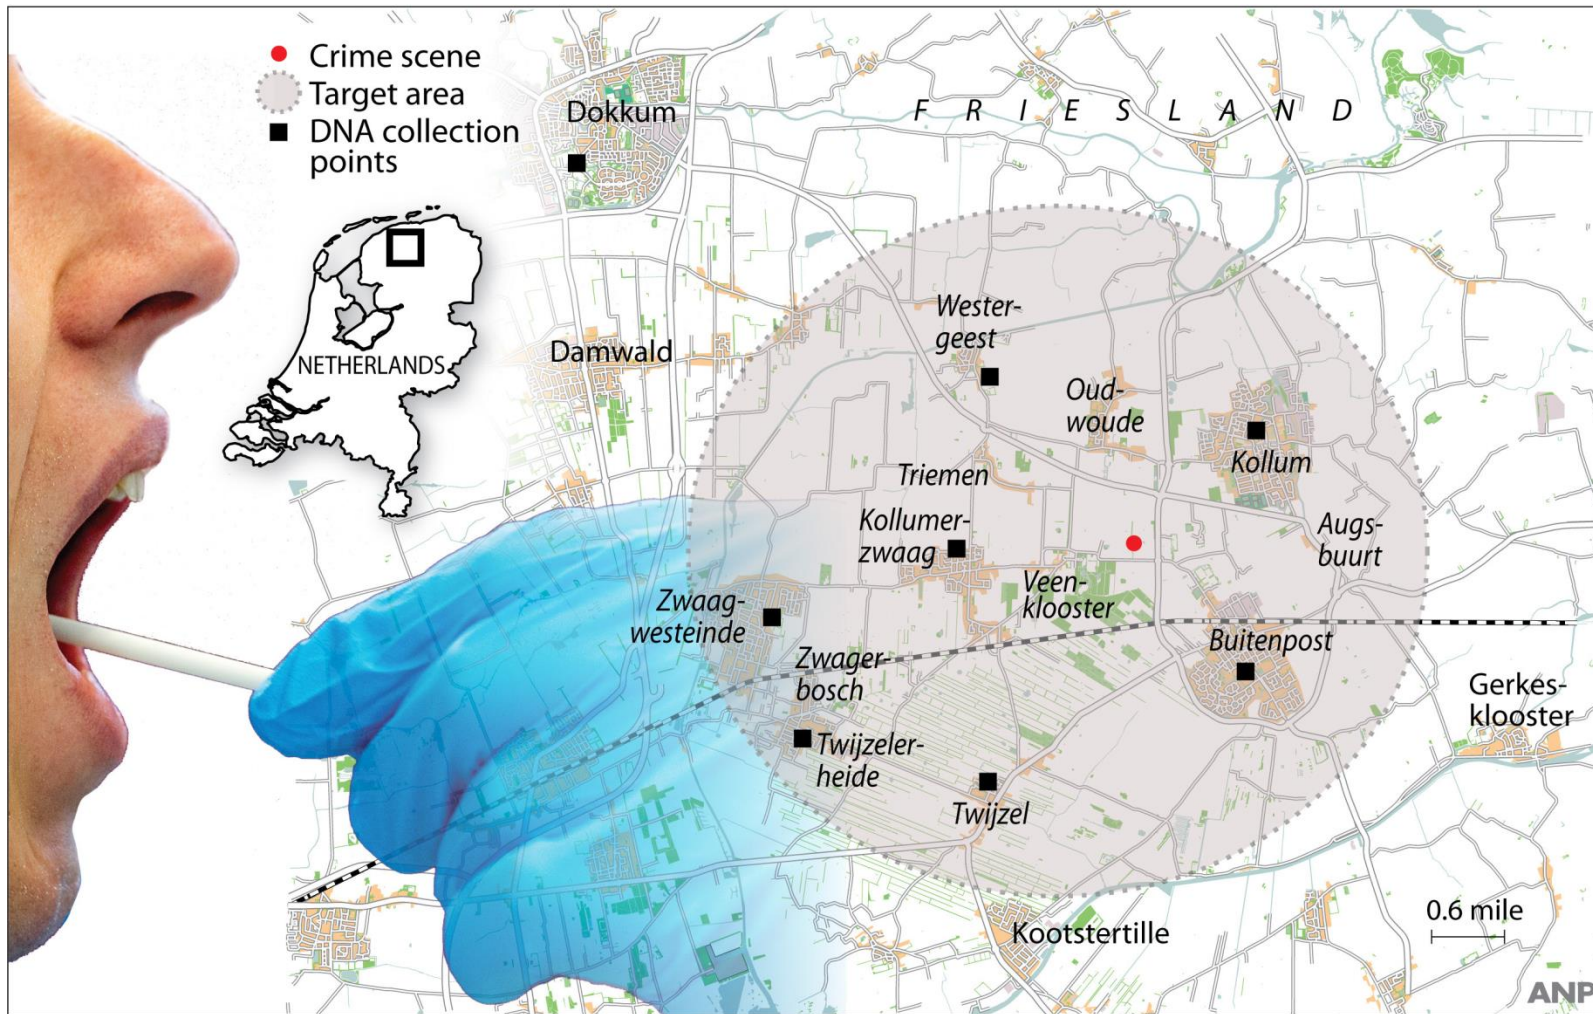 Crime scene
Target area
DNA collection
points
Dokkum
FRIESLAND
NETHERLANDS
Damwald
Wester-
geest
Oud-
woude
Kollum
Triemen
Kollumer-
zwaag
Augs-
buurt
Veen-
klooster
Zwaag-
westeinde
Zwager-
bosch
Buitenpost
Gerkes-
klooster
Twijzeler-
heide
Twijzel
Kootstertille
0.6 mile
ANP